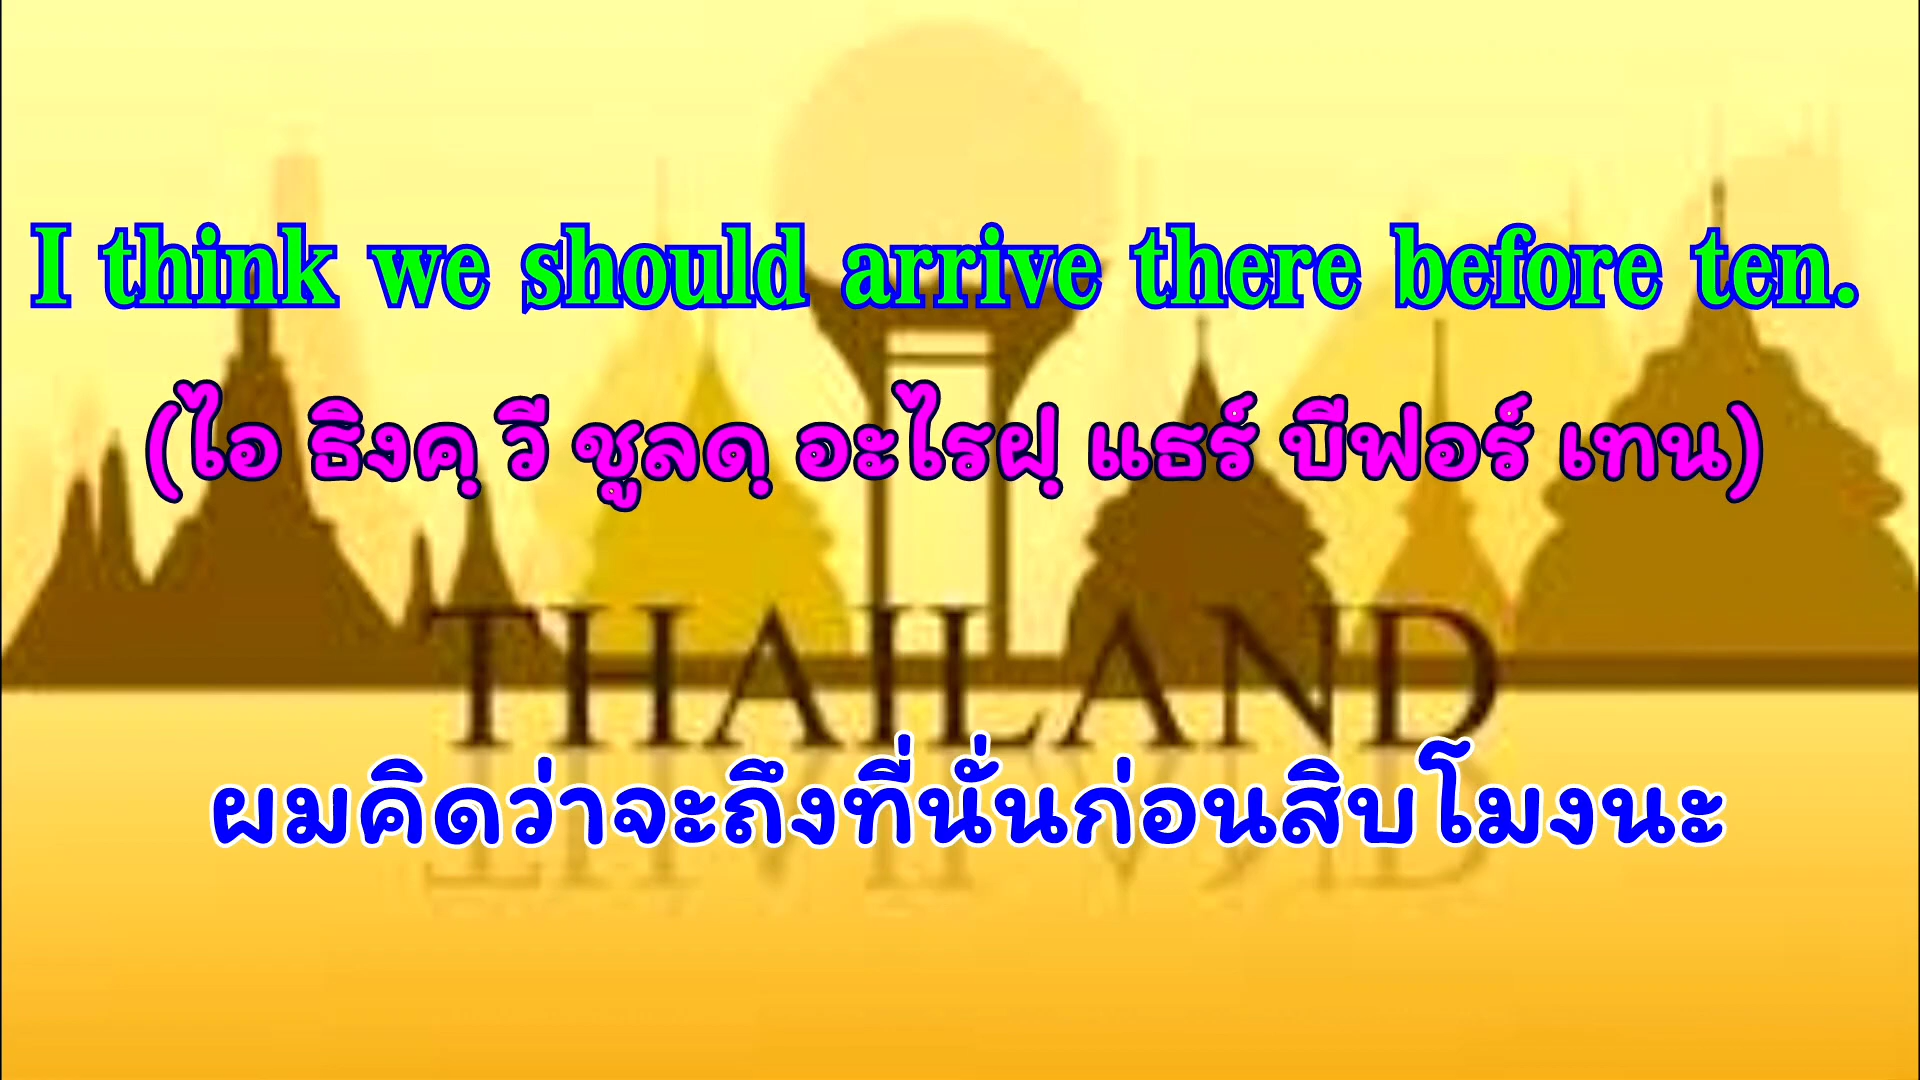 I think we should arrive there before ten.
(ไอ ธิงคฺ วี ชูลดฺ อะไรฝฺ แธร์ บีฟอร์ เทน)
THAILAND
ผมคิดว่าจะถึงที่นั่นก่อนสิบโมงนะ